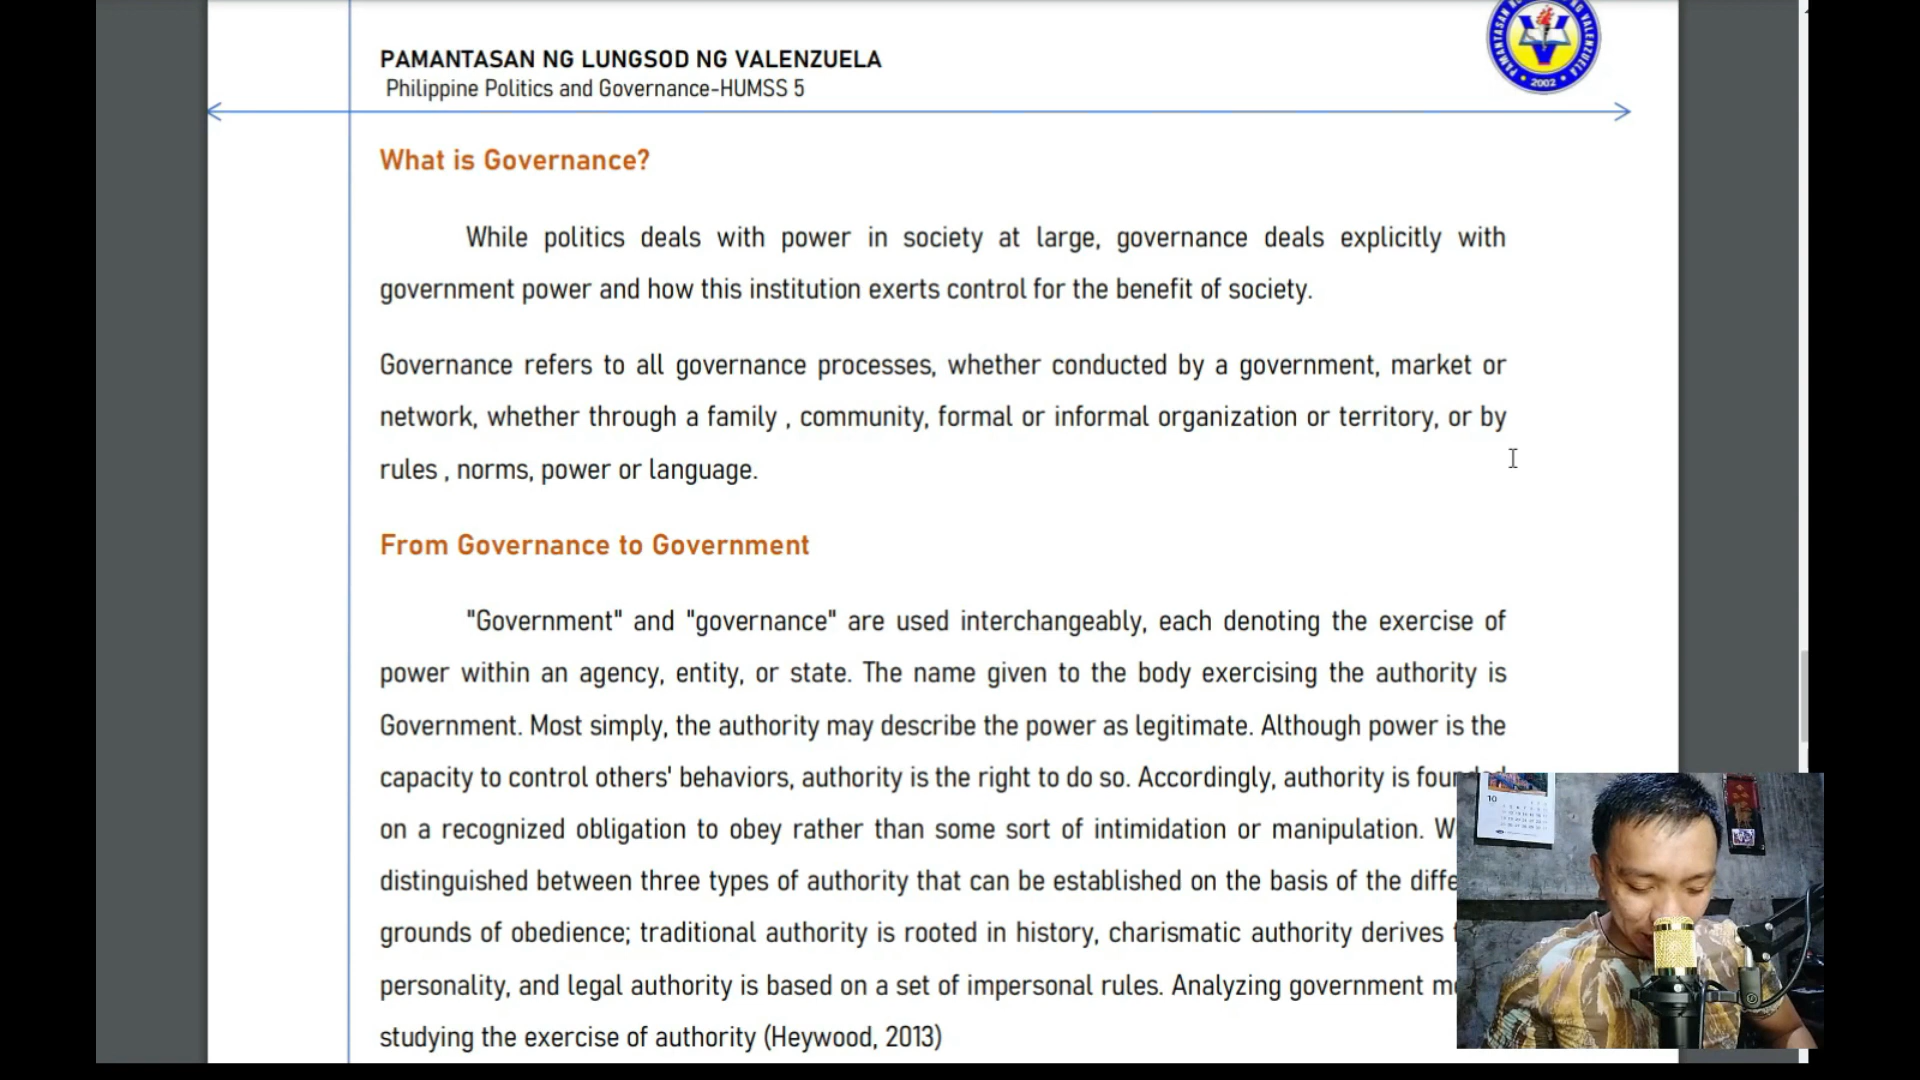 PAMANTASAN NG LUNGSOD NG VALENZUELA
Philippine Politics and Governance-HUMSS 5
2002
What is Governance?
While politics deals with power in society at large, governance deals explicitly with
government power and how this institution exerts control for the benefit of society.
Governance refers to all governance processes, whether conducted by a government, market or
network, whether through a family , community, formal or informal organization or territory, or by
rules , norms, power or language.
From Governance to Government
"Government" and "governance" are used interchangeably, each denoting the exercise of
power within an agency, entity, or state. The name given to the body exercising the authority is
Government. Most simply, the authority may describe the power as legitimate. Although power is the
capacity to control others' behaviors, authority is the right to do so. Accordingly, authority is founded
on a recognized obligation to obey rather than some sort of intimidation or manipulation.
distinguished between three types of authority that can be established on the basis of the
grounds of obedience; traditional authority is rooted in history, charismatic authority derives
personality, and legal authority is based on a set of impersonal rules. Analyzing government
studying the exercise of authority (Heywood, 2013)
10